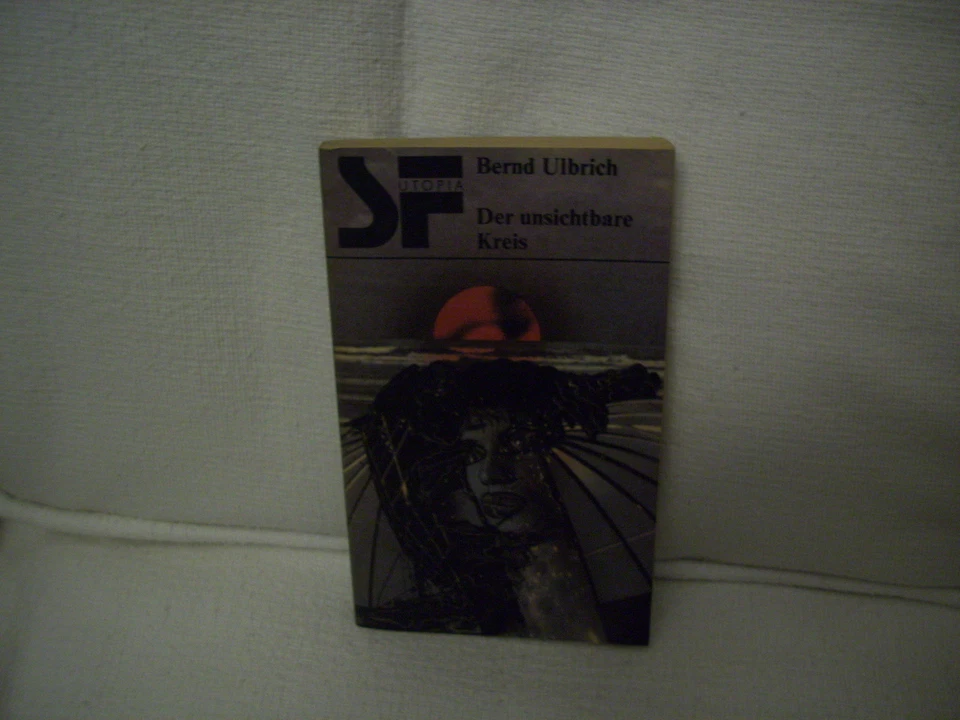 SF
UTOPIA
Bernd Ulbrich
Der unsichtbare
Kreis